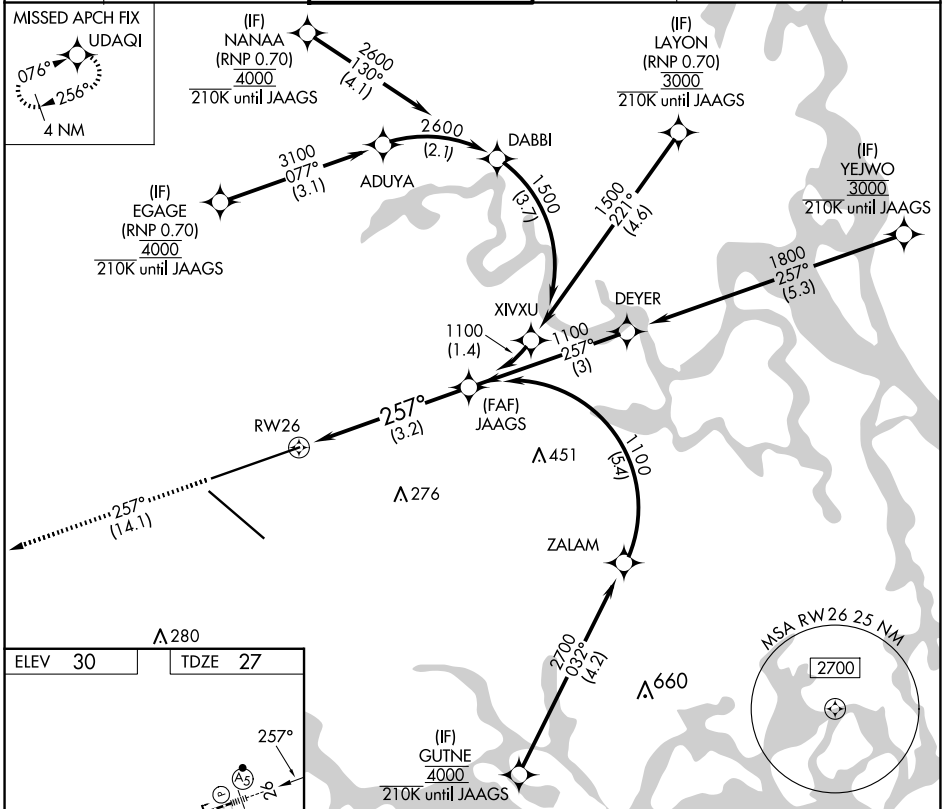 MISSED APCH FIX
UDAQI
076°
256°
4 NM
(IF)
NANAA
(RNP 0.70)
4000
210K until JAAGS
2600
130°
(4.1)
(IF)
LAYON
(RNP 0.70)
3000
210K until JAAGS
2600
(2.1)
DABBI
3100
077°
(3.1)
ADUYA
(IF)
EGAGE
(RNP 0.70)
4000
210K until JAAGS
1500
(3.7)
1500
221°
(4.6)
(IF)
YEJWO
3000
210K until JAAGS
1800
257°
(5.3)
XIVXU
DEYER
1100
(1.4)
1100
257°
(3)
257°
(3.2)
(FAF)
JAAGS
RW26
451
276
1100
(5.4)
257°
(14.1)
ZALAM
280
2700
032°
(4.2)
660
MSA RW26 25 NM
2700
ELEV 30
TDZE 27
257°
P
A5
26
(IF)
GUTNE
4000
210K until JAAGS